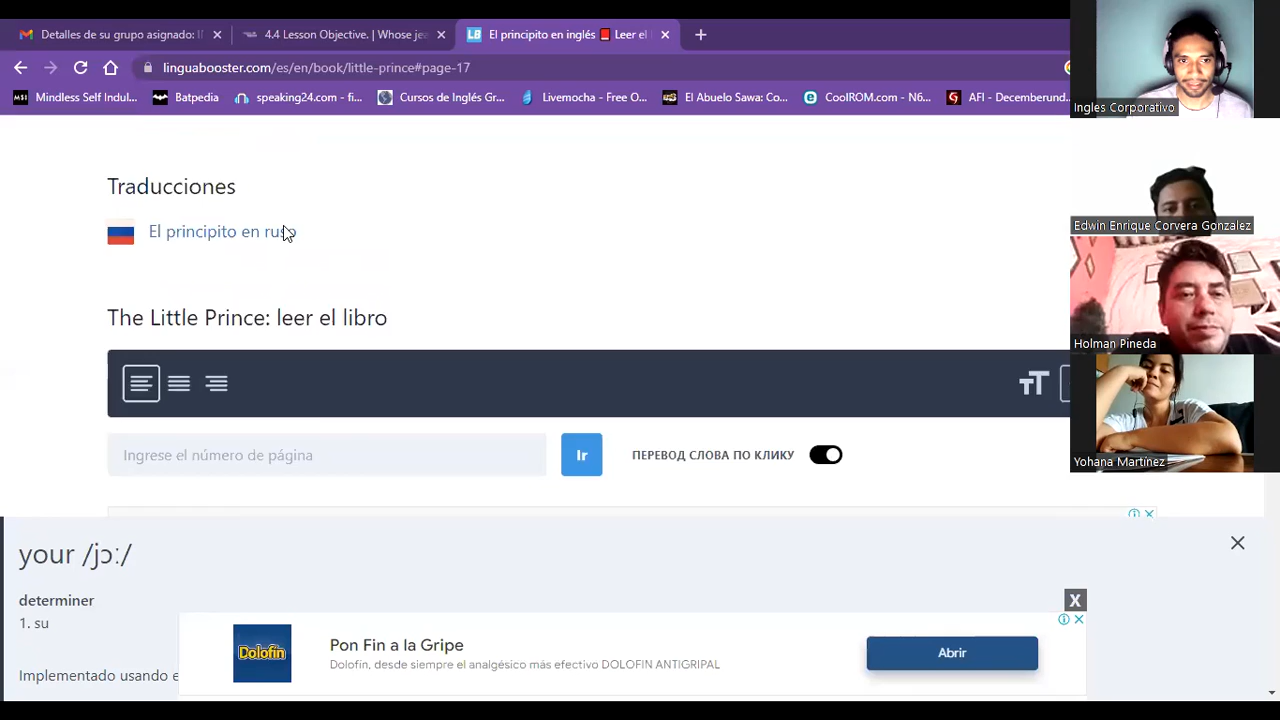 Detalles de su grupo asignado: I
4.4 Lesson Objective. | Whose jea
El principito en inglés 📕 Leer el l
linguabooster.com/es/en/book/little-prince#page-17
Mindless Self Indul...
Batpedia
speaking24.com - fi...
Cursos de Inglés Gr...
Livemocha - Free O...
El Abuelo Sawa: Co...
CoolROM.com - N6...
AFI - Decemberund...
Ingles Corporativo
Edwin Enrique Corvera Gonzalez
Holman Pineda
Yohana Martínez
Traducciones
El principito en ruso
The Little Prince: leer el libro
Ingrese el número de página
Ir
ПЕРЕВОД СЛОВА ПО КЛИКУ
your /jɔː/
determiner
1. su
Implementado usando e
Dolofin
Pon Fin a la Gripe
Dolofin, desde siempre el analgésico más efectivo DOLOFIN ANTIGRIPAL
Abrir
X